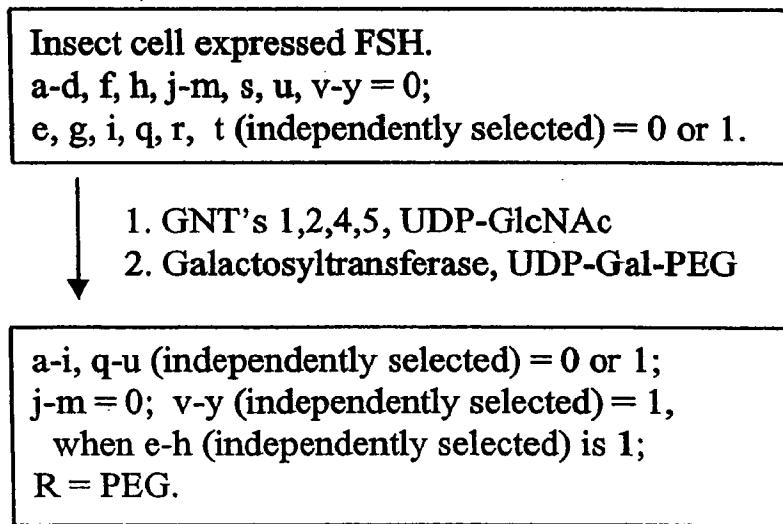 Insect cell expressed FSH.
a-d, f, h, j-m, s, u, v-y = 0;
e, g, i, q, r, t (independently selected) = 0 or 1.
1. GNT's 1,2,4,5, UDP-GlcNAc
2. Galactosyltransferase, UDP-Gal-PEG
a-i, q-u (independently selected) = 0 or 1;
j-m = 0; v-y (independently selected) = 1,
when e-h (independently selected) is 1;
R = PEG.